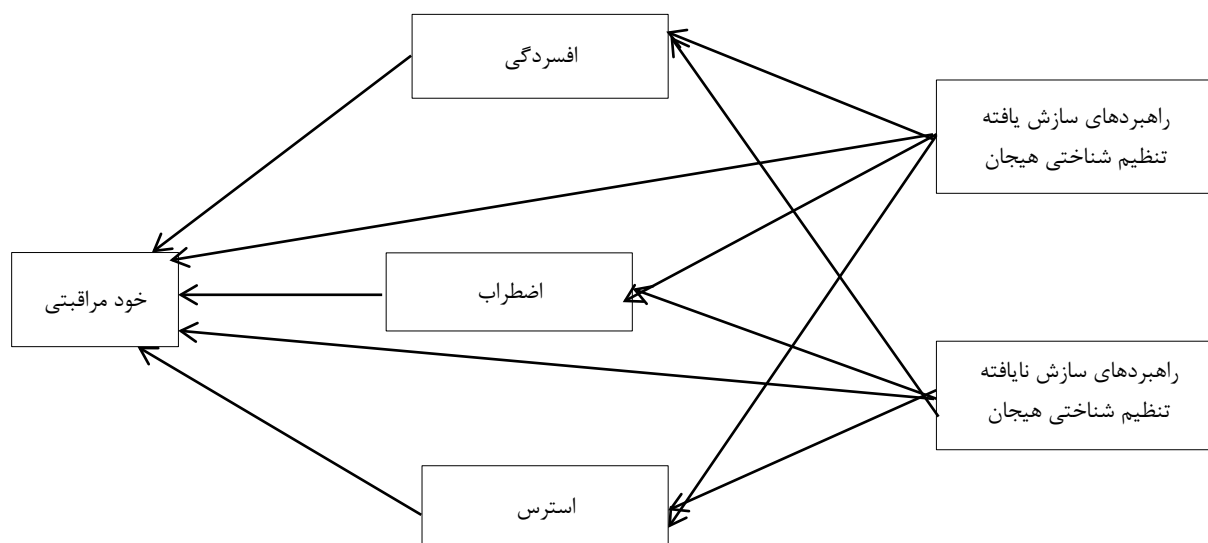 افسردگی
راهبردهای سازش یافته
تنظیم شناختی هیجان
اضطراب
خود مراقبتی
راهبردهای سازش نایافته
تنظیم شناختی هیجان
استرس